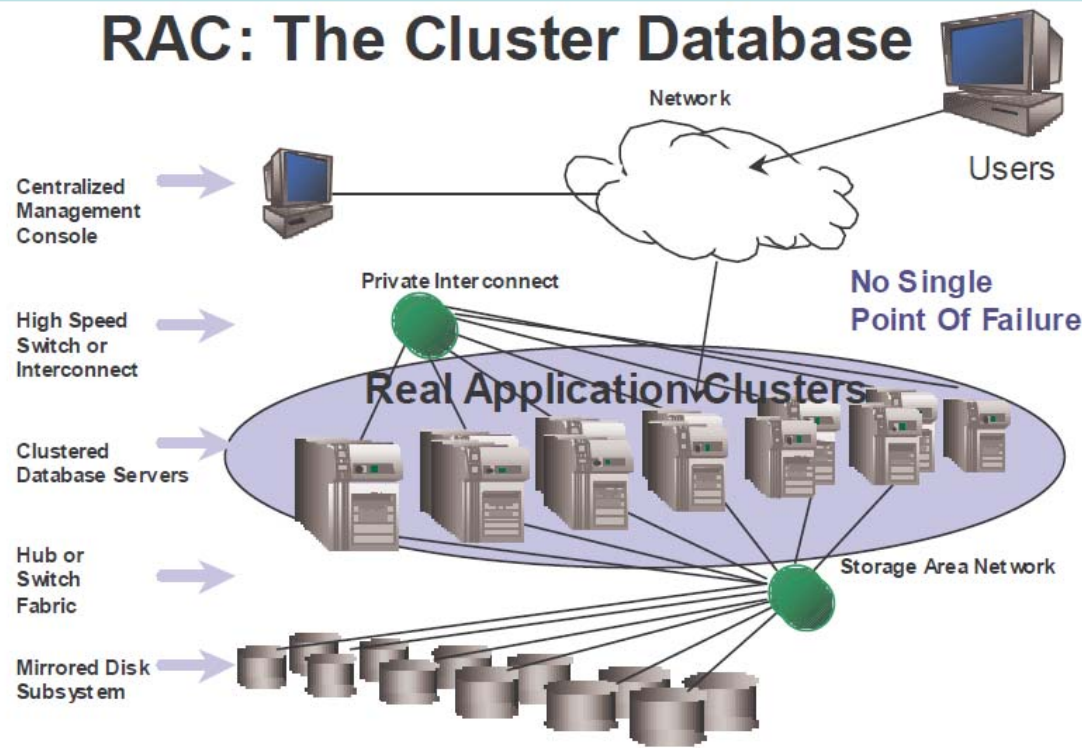 RAC: The Cluster Database
Network
Users
Centralized
Management
Console
Private Interconnect
No Single
Point Of Failure
High Speed
Switch or
Interconnect
Real Application Clusters
Clustered
Database Servers
Hub or
Switch
Fabric
Storage Area Network
Mirrored Disk
Subsystem